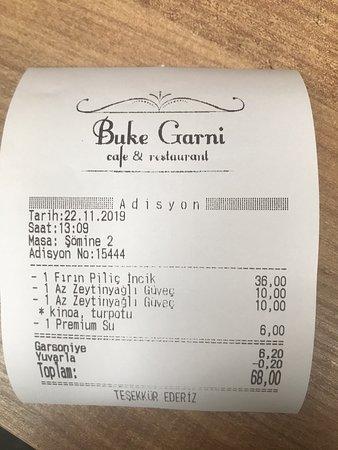 Buke Garni
cafe & restaurant
Adisyon
Tarih:22.11.2019
Saat:13:09
Masa: Şömine 2
Adisyon No:15444
- 1 Fırın Piliç İncik 36,00
- 1 Az Zeytinyağlı Güveç 10,00
- 1 Az Zeytinyağlı Güveç 10,00
* kinoa, turpotu
- 1 Premium Su 6,00
Garsoniye 6,20
Yuvarla -0,20
Toplam: 68,00
TEŞEKKÜR EDERİZ